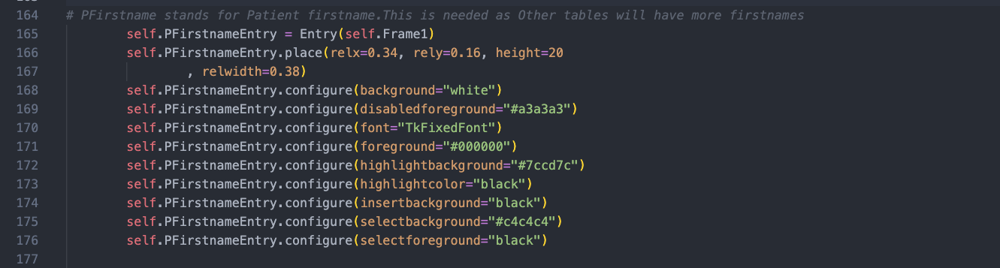 164 # PFirstname stands for Patient firstname.This is needed as Other tables will have more firstnames
165 self.PFirstnameEntry = Entry(self.Frame1)
166 self.PFirstnameEntry.place(relx=0.34, rely=0.16, height=20
167 , relwidth=0.38)
168 self.PFirstnameEntry.configure(background="white")
169 self.PFirstnameEntry.configure(disabledforeground="#a3a3a3")
170 self.PFirstnameEntry.configure(font="TkFixedFont")
171 self.PFirstnameEntry.configure(foreground="#000000")
172 self.PFirstnameEntry.configure(highlightbackground="#7ccd7c")
173 self.PFirstnameEntry.configure(highlightcolor="black")
174 self.PFirstnameEntry.configure(insertbackground="black")
175 self.PFirstnameEntry.configure(selectbackground="#c4c4c4")
176 self.PFirstnameEntry.configure(selectforeground="black")
177